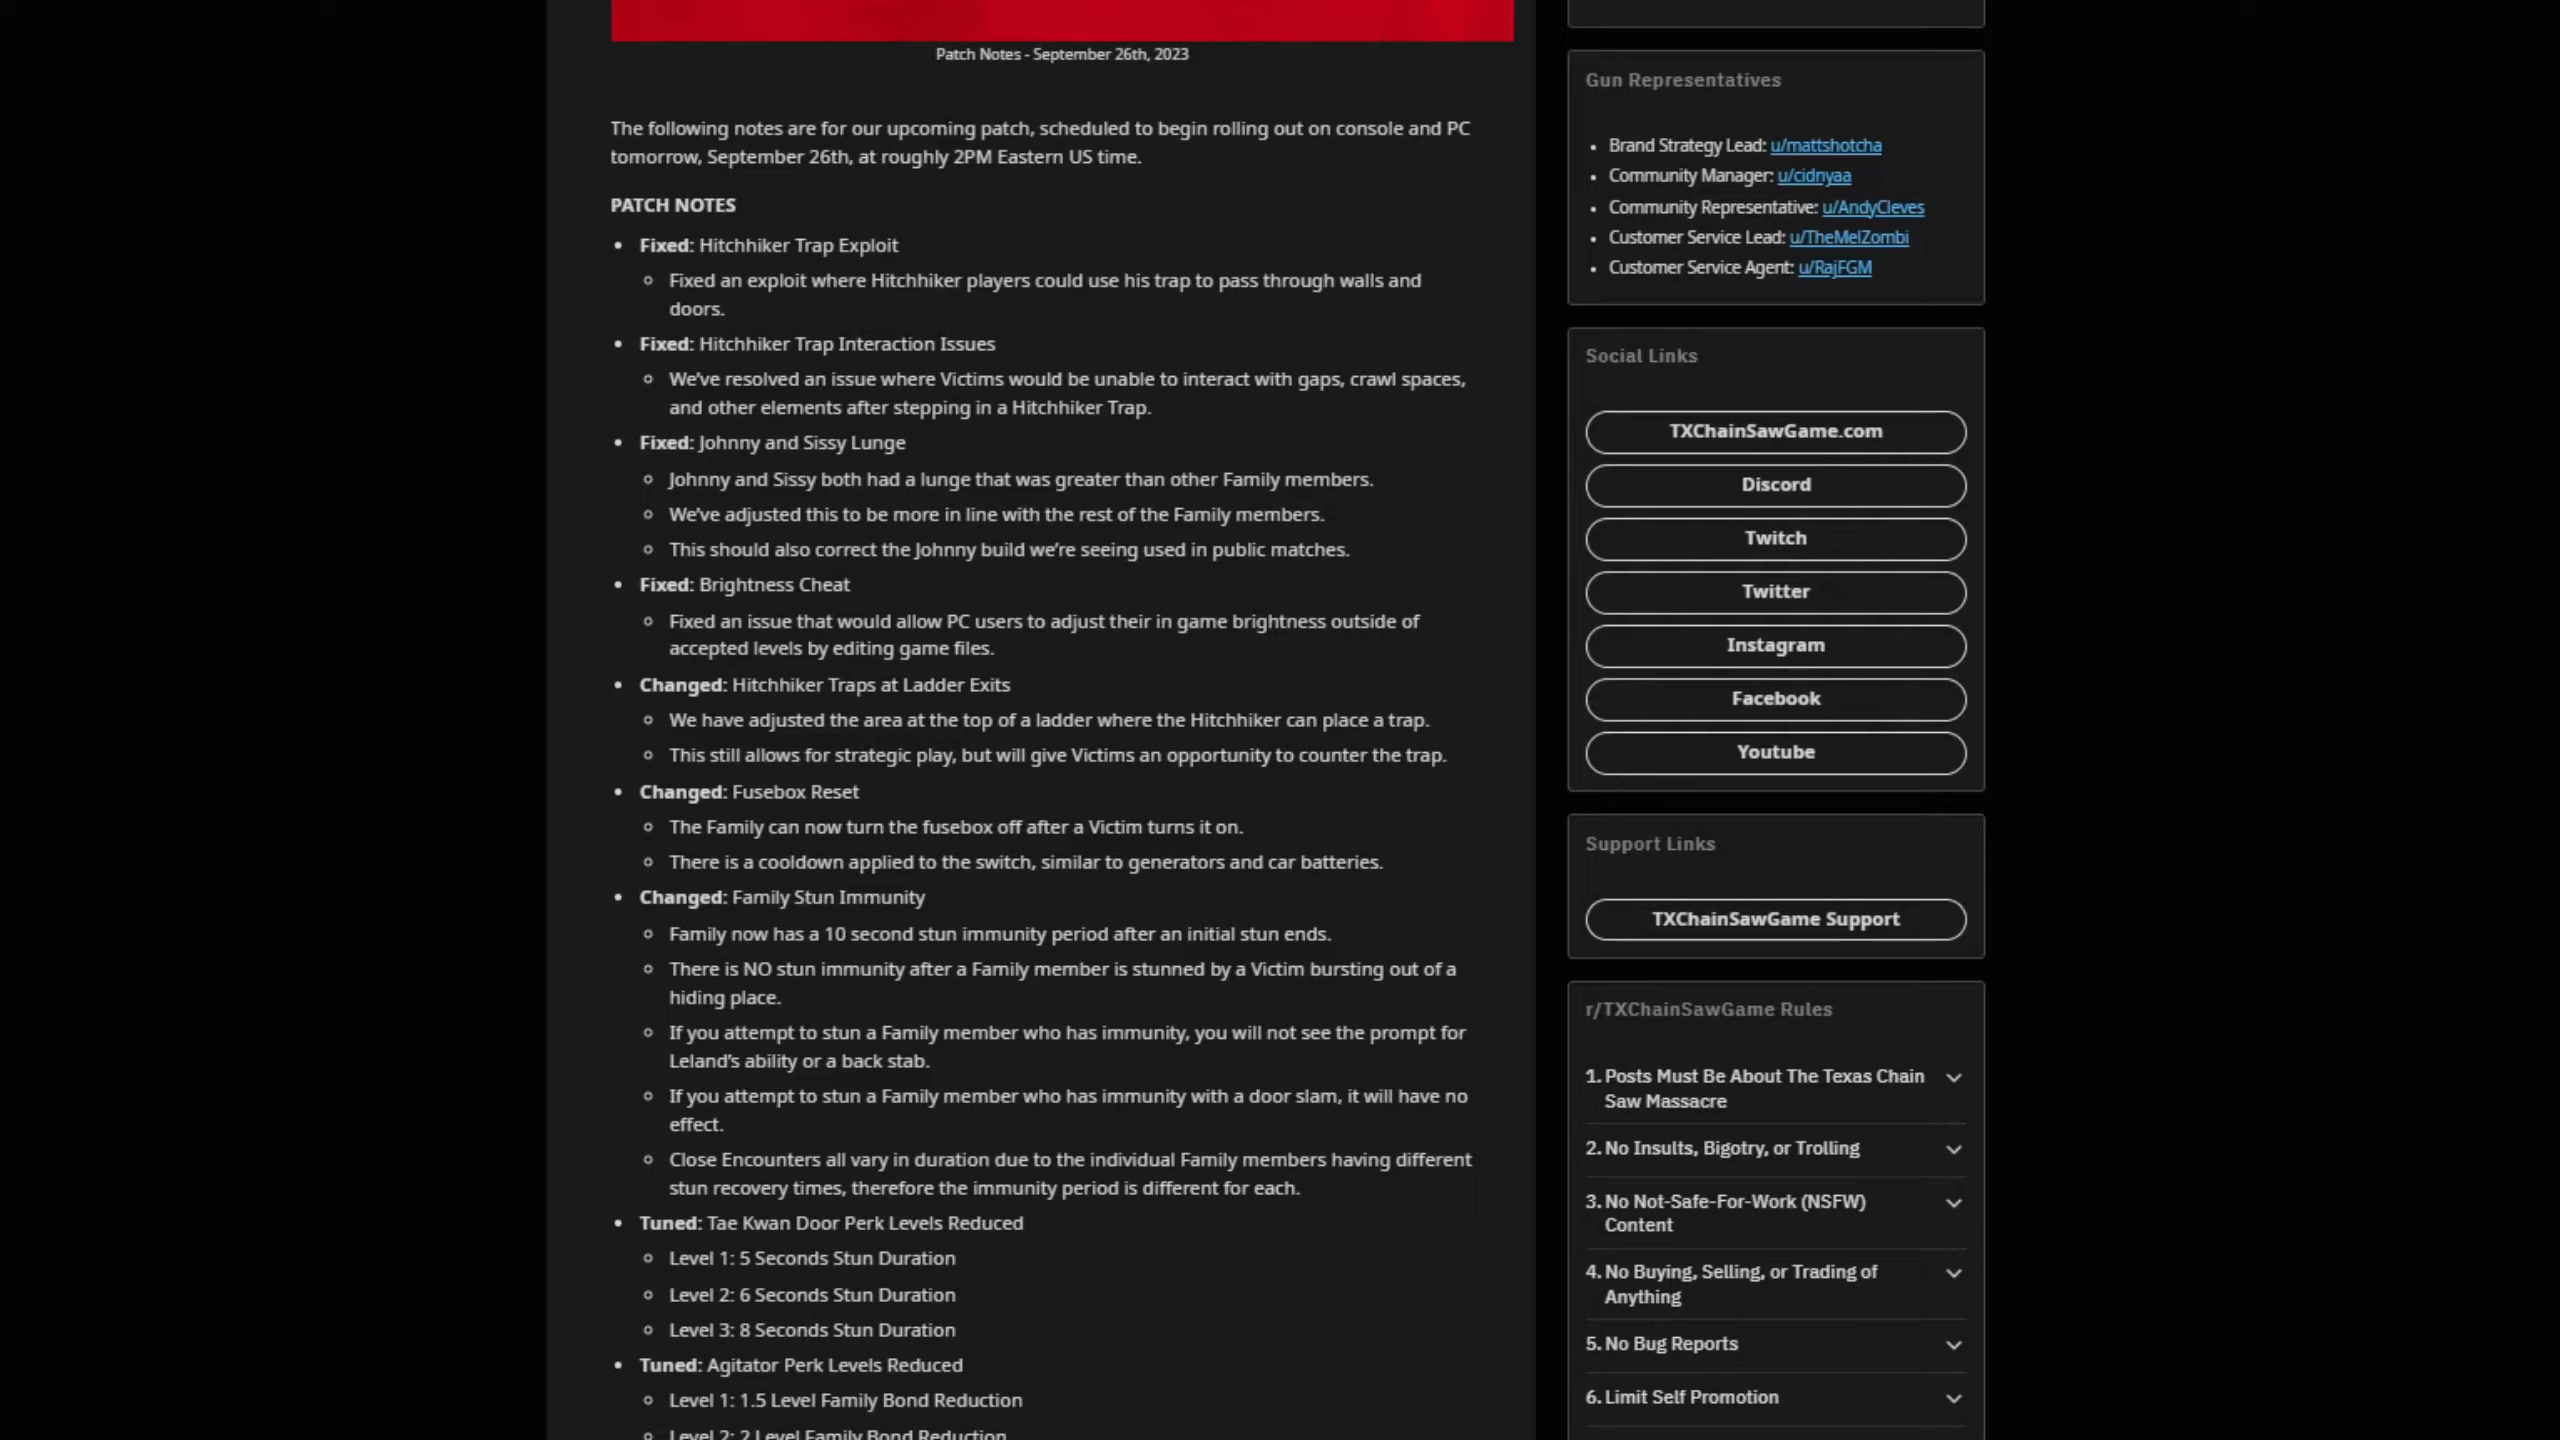 Patch Notes - September 26th, 2023
The following notes are for our upcoming patch, scheduled to begin rolling out on console and PC
tomorrow, September 26th, at roughly 2PM Eastern US time.
PATCH NOTES
• Fixed: Hitchhiker Trap Exploit
◦ Fixed an exploit where Hitchhiker players could use his trap to pass through walls and
doors.
• Fixed: Hitchhiker Trap Interaction Issues
◦ We’ve resolved an issue where Victims would be unable to interact with gaps, crawl spaces,
and other elements after stepping in a Hitchhiker Trap.
• Fixed: Johnny and Sissy Lunge
◦ Johnny and Sissy both had a lunge that was greater than other Family members.
◦ We’ve adjusted this to be more in line with the rest of the Family members.
◦ This should also correct the Johnny build we’re seeing used in public matches.
• Fixed: Brightness Cheat
◦ Fixed an issue that would allow PC users to adjust their in game brightness outside of
accepted levels by editing game files.
• Changed: Hitchhiker Traps at Ladder Exits
◦ We have adjusted the area at the top of a ladder where the Hitchhiker can place a trap.
◦ This still allows for strategic play, but will give Victims an opportunity to counter the trap.
• Changed: Fusebox Reset
◦ The Family can now turn the fusebox off after a Victim turns it on.
◦ There is a cooldown applied to the switch, similar to generators and car batteries.
• Changed: Family Stun Immunity
◦ Family now has a 10 second stun immunity period after an initial stun ends.
◦ There is NO stun immunity after a Family member is stunned by a Victim bursting out of a
hiding place.
◦ If you attempt to stun a Family member who has immunity, you will not see the prompt for
Leland’s ability or a back stab.
◦ If you attempt to stun a Family member who has immunity with a door slam, it will have no
effect.
◦ Close Encounters all vary in duration due to the individual Family members having different
stun recovery times, therefore the immunity period is different for each.
• Tuned: Tae Kwan Door Perk Levels Reduced
◦ Level 1: 5 Seconds Stun Duration
◦ Level 2: 6 Seconds Stun Duration
◦ Level 3: 8 Seconds Stun Duration
• Tuned: Agitator Perk Levels Reduced
◦ Level 1: 1.5 Level Family Bond Reduction
◦ Level 2: 2 Level Family Bond Reduction
Gun Representatives
• Brand Strategy Lead: u/mattshotcha
• Community Manager: u/cidnyaa
• Community Representative: u/AndyCleves
• Customer Service Lead: u/TheMelZombi
• Customer Service Agent: u/RajFGM
Social Links
TXChainSawGame.com
Discord
Twitch
Twitter
Instagram
Facebook
Youtube
Support Links
TXChainSawGame Support
r/TXChainSawGame Rules
1. Posts Must Be About The Texas Chain
Saw Massacre
2. No Insults, Bigotry, or Trolling
3. No Not-Safe-For-Work (NSFW)
Content
4. No Buying, Selling, or Trading of
Anything
5. No Bug Reports
6. Limit Self Promotion